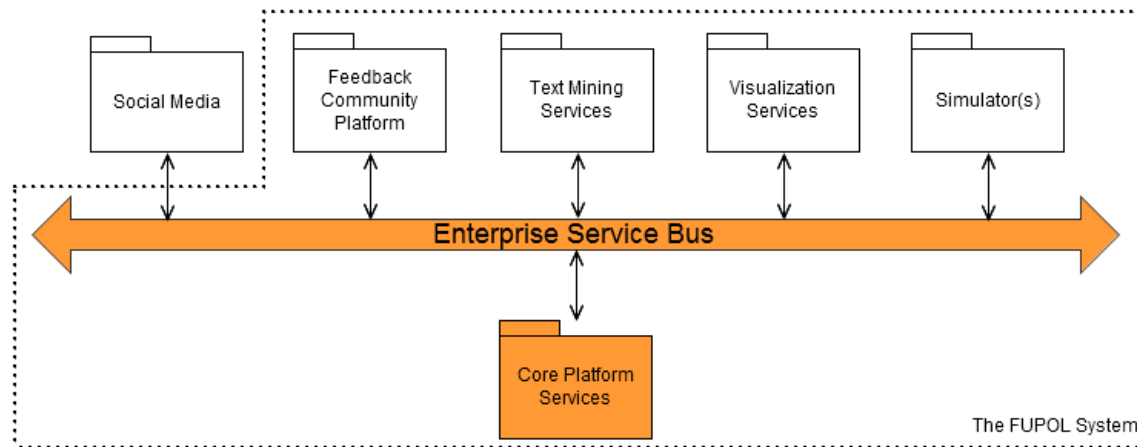 Social Media
Feedback
Community
Platform
Text Mining
Services
Visualization
Services
Simulator(s)
Enterprise Service Bus
Core Platform
Services
The FUPOL System